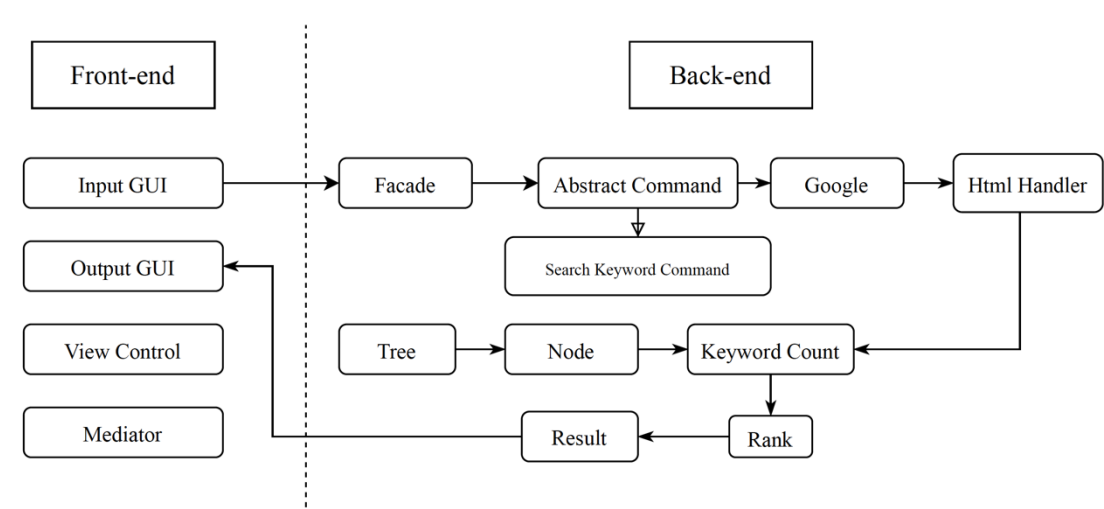 Front-end
Back-end
Input GUI
Facade
Abstract Command
Google
Html Handler
Output GUI
Search Keyword Command
View Control
Tree
Node
Keyword Count
Mediator
Result
Rank